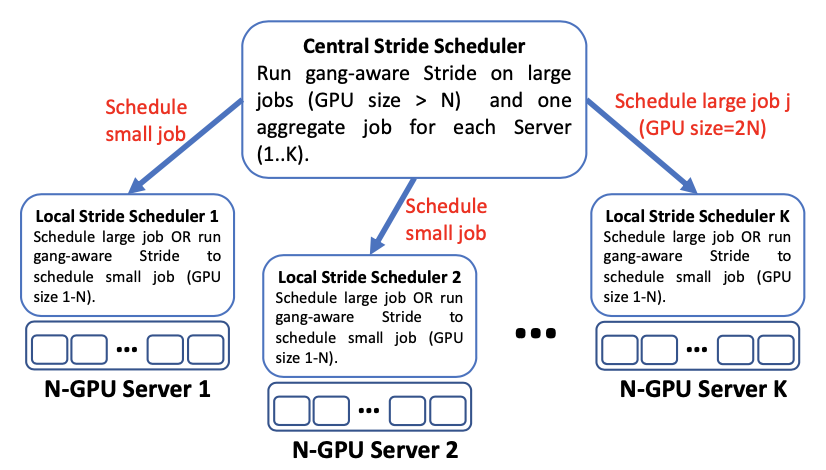 Central Stride Scheduler
Run gang-aware Stride on large
jobs (GPU size > N) and one
aggregate job for each Server
(1..K).
Schedule
small job
Schedule large job j
(GPU size=2N)
Schedule
small job
Local Stride Scheduler 1
Schedule large job OR run
gang-aware Stride to
schedule small job (GPU
size 1-N).
N-GPU Server 1
Local Stride Scheduler 2
Schedule large job OR run
gang-aware Stride to
schedule small job (GPU
size 1-N).
N-GPU Server 2
Local Stride Scheduler K
Schedule large job OR run
gang-aware Stride to
schedule small job (GPU
size 1-N).
N-GPU Server K